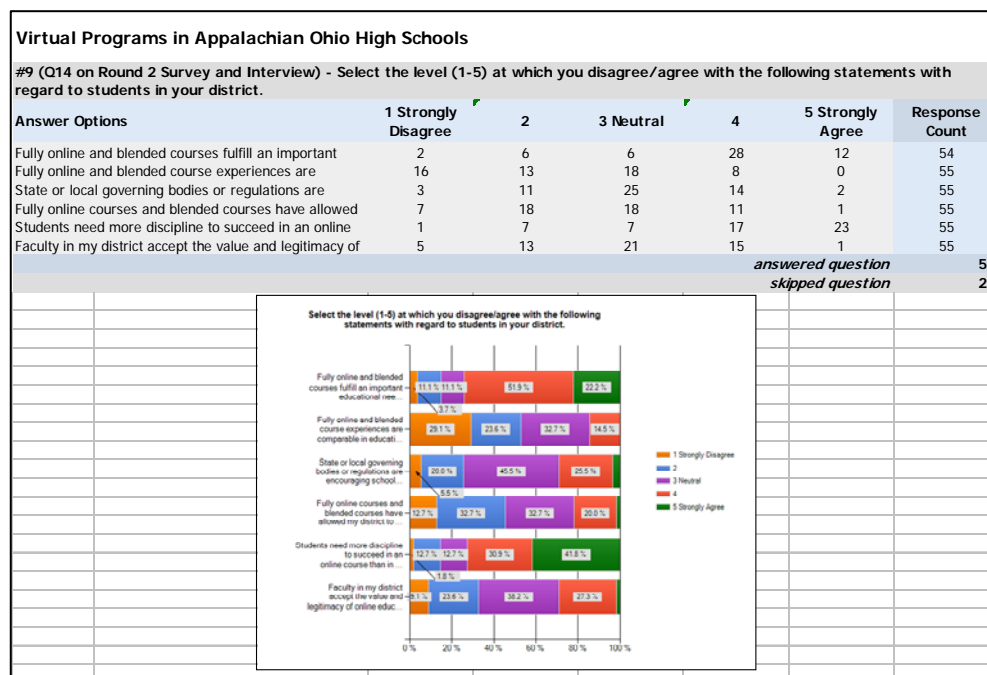 Virtual Programs in Appalachian Ohio High Schools
#9 (Q14 on Round 2 Survey and Interview) - Select the level (1-5) at which you disagree/agree with the following statements with
regard to students in your district.
Answer Options 1 Strongly Disagree 2 3 Neutral 4 5 Strongly Agree Response Count
Fully online and blended courses fulfill an important 2 6 6 28 12 54
Fully online and blended course experiences are 16 13 18 8 0 55
State or local governing bodies or regulations are 3 11 25 14 2 55
Fully online courses and blended courses have allowed 7 18 18 11 1 55
Students need more discipline to succeed in an online 1 7 7 17 23 55
Faculty in my district accept the value and legitimacy of 5 13 21 15 1 55
answered question 5
skipped question 2
Select the level (1-5) at which you disagree/agree with the following
statements with regard to students in your district.
Fully online and blended
courses fulfill an important
educational nee...
11.1 % 11.1 % 51.9 % 22.2 %
3.7 %
Fully online and blended
course experiences are
comparable in educati...
29.1 % 23.6 % 32.7 % 14.5 %
State or local governing
bodies or regulations are
encouraging school...
20.0 % 45.5 % 25.5 %
5.5 %
Fully online courses and
blended courses have
allowed my district to ...
12.7 % 32.7 % 32.7 % 20.0 %
Students need more discipline
to succeed in an
online course than in ...
12.7 % 12.7 % 30.9 % 41.8 %
1.8 %
Faculty in my district
accept the value and
legitimacy of online educ...
9.1 % 23.6 % 38.2 % 27.3 %
1 Strongly Disagree
2
3 Neutral
4
5 Strongly Agree
0 % 20 % 40 % 60 % 80 % 100 %